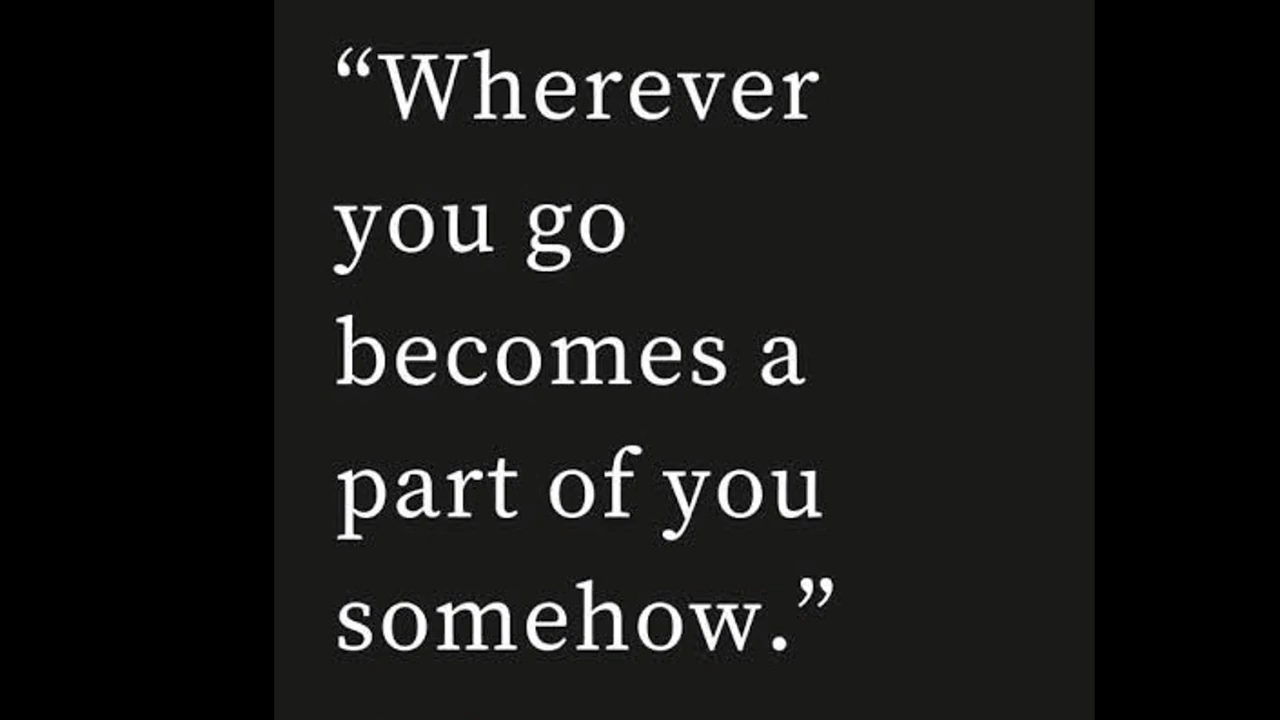 “Wherever
you go
becomes a
part of you
somehow.”